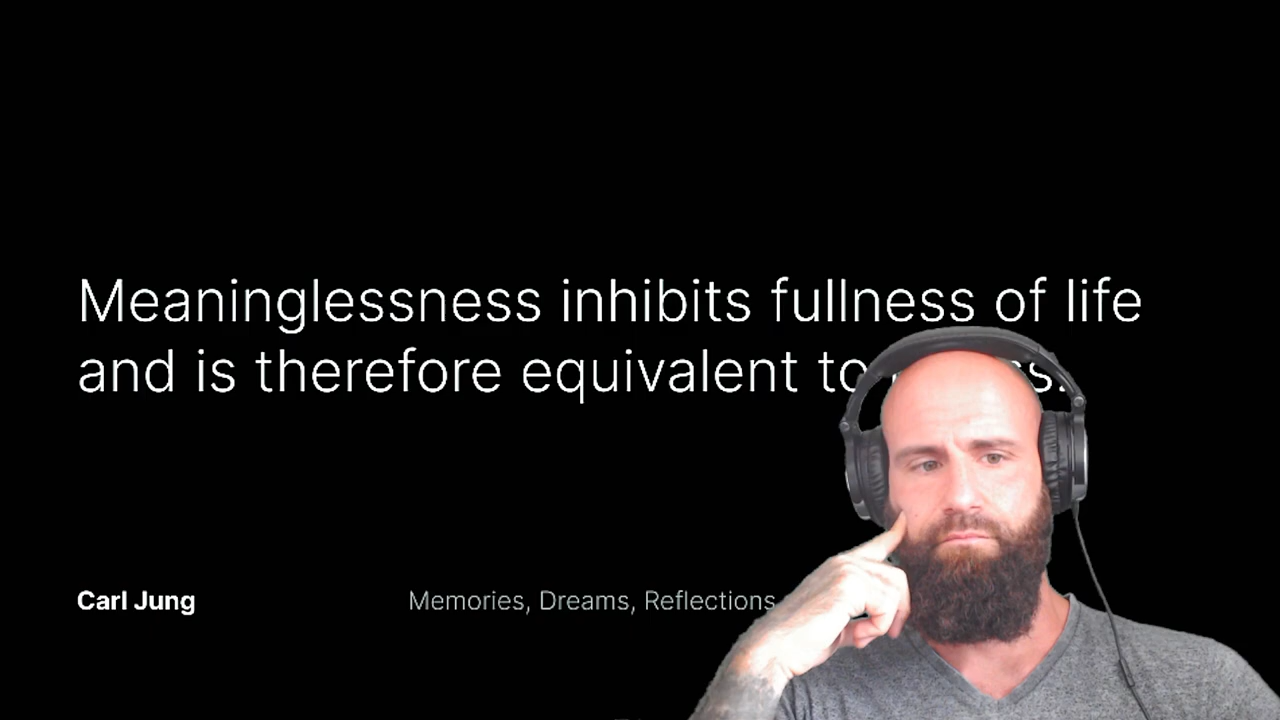 Meaninglessness inhibits fullness of life
and is therefore equivalent to
Carl Jung
Memories, Dreams, Reflections